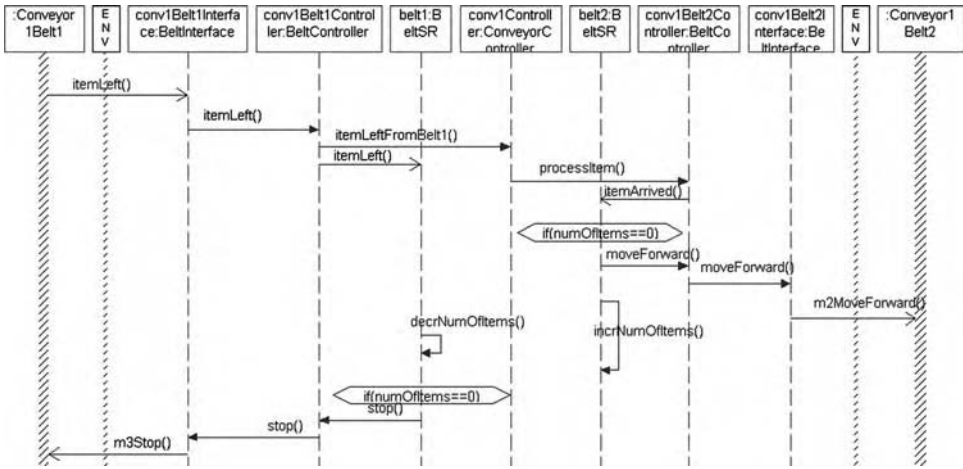 :Conveyor
1Belt1
E
N
V
conv1Belt1Interfa
ce:BeltInterface
conv1Belt1Control
ler:BeltController
belt1:B
eltSR
conv1Controll
er:ConveyorC
ontroller
belt2:B
eltSR
conv1Belt2Co
ntroller:BeltCo
ntroller
conv1Belt2I
nterface:Be
ltInterface
E
N
V
:Conveyor1
Belt2
itemLeft()
itemLeft()
itemLeftFromBelt1()
itemLeft()
processItem()
itemArrived()
if(numOfItems==0)
moveForward()
moveForward()
m2MoveForward()
decrNumOfItems()
incrNumOfItems()
if(numOfItems==0)
stop()
stop()
m3Stop()